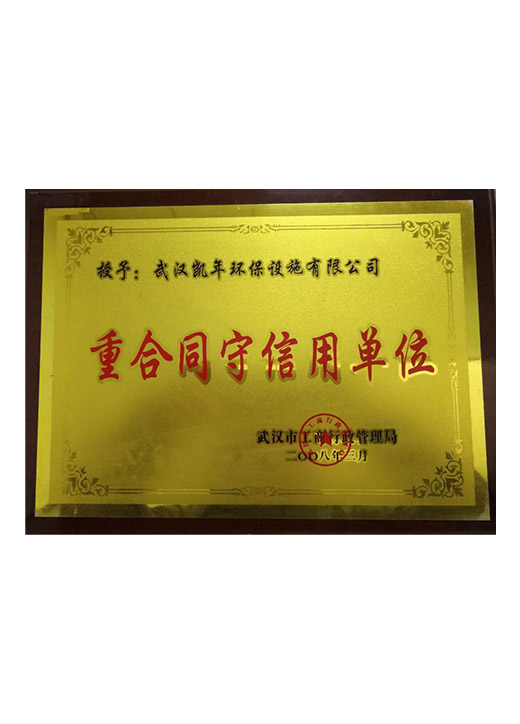 授予：武汉凯年环保设施有限公司
重合同守信用单位
武汉市工商行政管理局
二〇〇八年三月